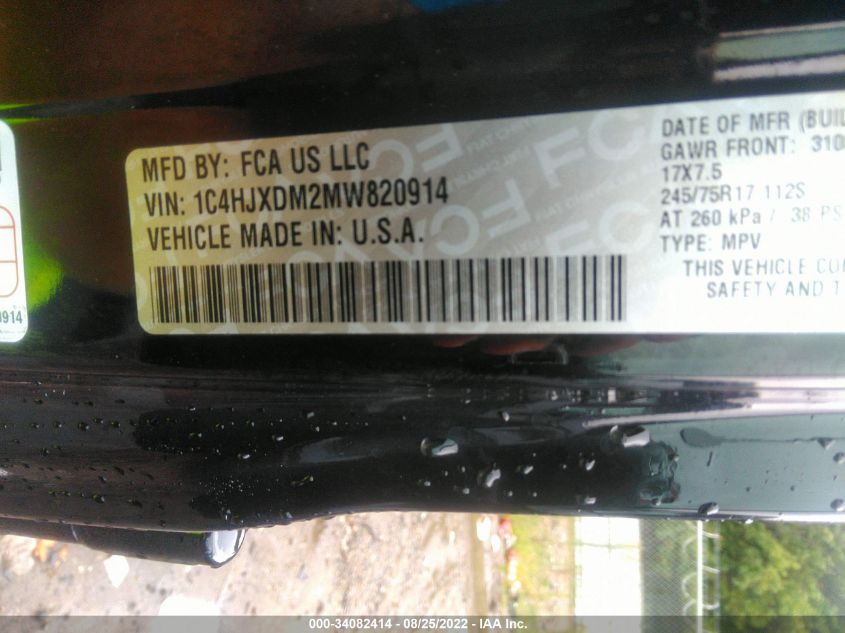 MFD BY: FCA US LLC
VIN: 1C4HJXDM2MW820914
VEHICLE MADE IN: U.S.A.
DATE OF MFR (BUIL
GAWR FRONT: 310
17X7.5
245/75R17 112S
AT 260 kPa / 38 PS
TYPE: MPV
THIS VEHICLE CO
SAFETY AND T
0914
000-34082414 - 08/25/2022 - IAA Inc.